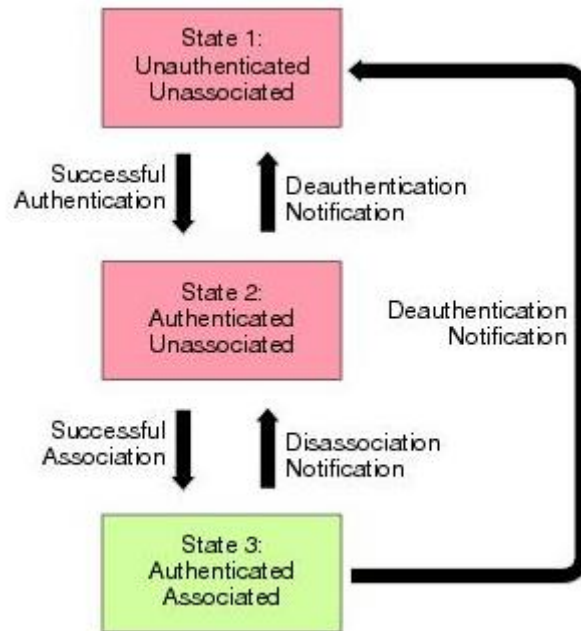 State 1:
Unauthenticated
Unassociated
Successful
Authentication
Deauthentication
Notification
State 2:
Authenticated
Unassociated
Deauthentication
Notification
Successful
Association
Disassociation
Notification
State 3:
Authenticated
Associated